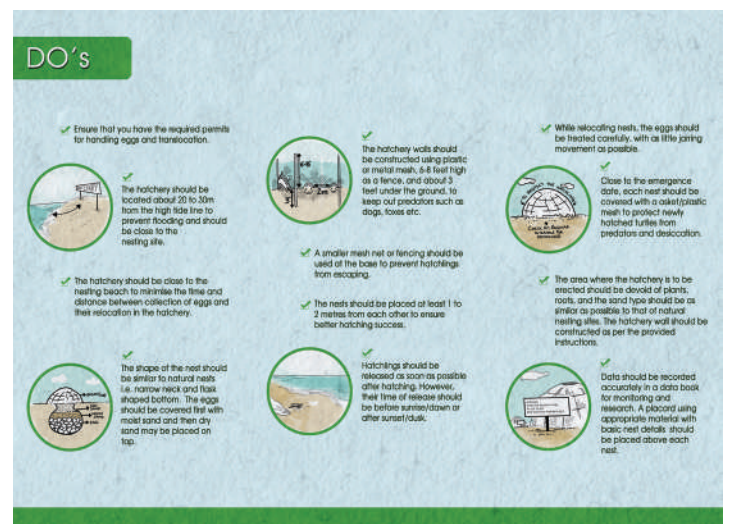 DO's
Ensure that you have the required permits
for handling eggs and translocation.
The hatchery should be
located about 20 to 30m
from the high tide line to
prevent flooding and should
be close to the
nesting site.
The hatchery should be close to the
nesting beach to minimise the time and
distance between collection of eggs and
their relocation in the hatchery.
The shape of the nest should
be similar to natural nests
i.e. narrow neck and flask
shaped bottom. The eggs
should be covered first with
moist sand and then dry
sand may be placed on
top.
The hatchery walls should
be constructed using plastic
or metal mesh, 6-8 feet high
as a fence, and about 3
feet under the ground, to
keep out predators such as
dogs, foxes etc.
A smaller mesh net or fencing should be
used at the base to prevent hatchlings
from escaping.
The nests should be placed at least 1 to
2 metres from each other to ensure
better hatching success.
Hatchlings should be
released as soon as possible
after hatching. However,
their time of release should
be before sunrise/dawn or
after sunset/dusk.
While relocating nests, the eggs should
be treated carefully, with as little jarring
movement as possible.
Close to the emergence
date, each nest should be
covered with a asket/plastic
mesh to protect newly
hatched turtles from
predators and desiccation.
The area where the hatchery is to be
erected should be devoid of plants,
roots, and the sand type should be as
similar as possible to that of natural
nesting sites. The hatchery wall should be
constructed as per the provided
instructions.
Data should be recorded
accurately in a data book
for monitoring and
research. A placard using
appropriate material with
basic nest details should
be placed above each
nest.